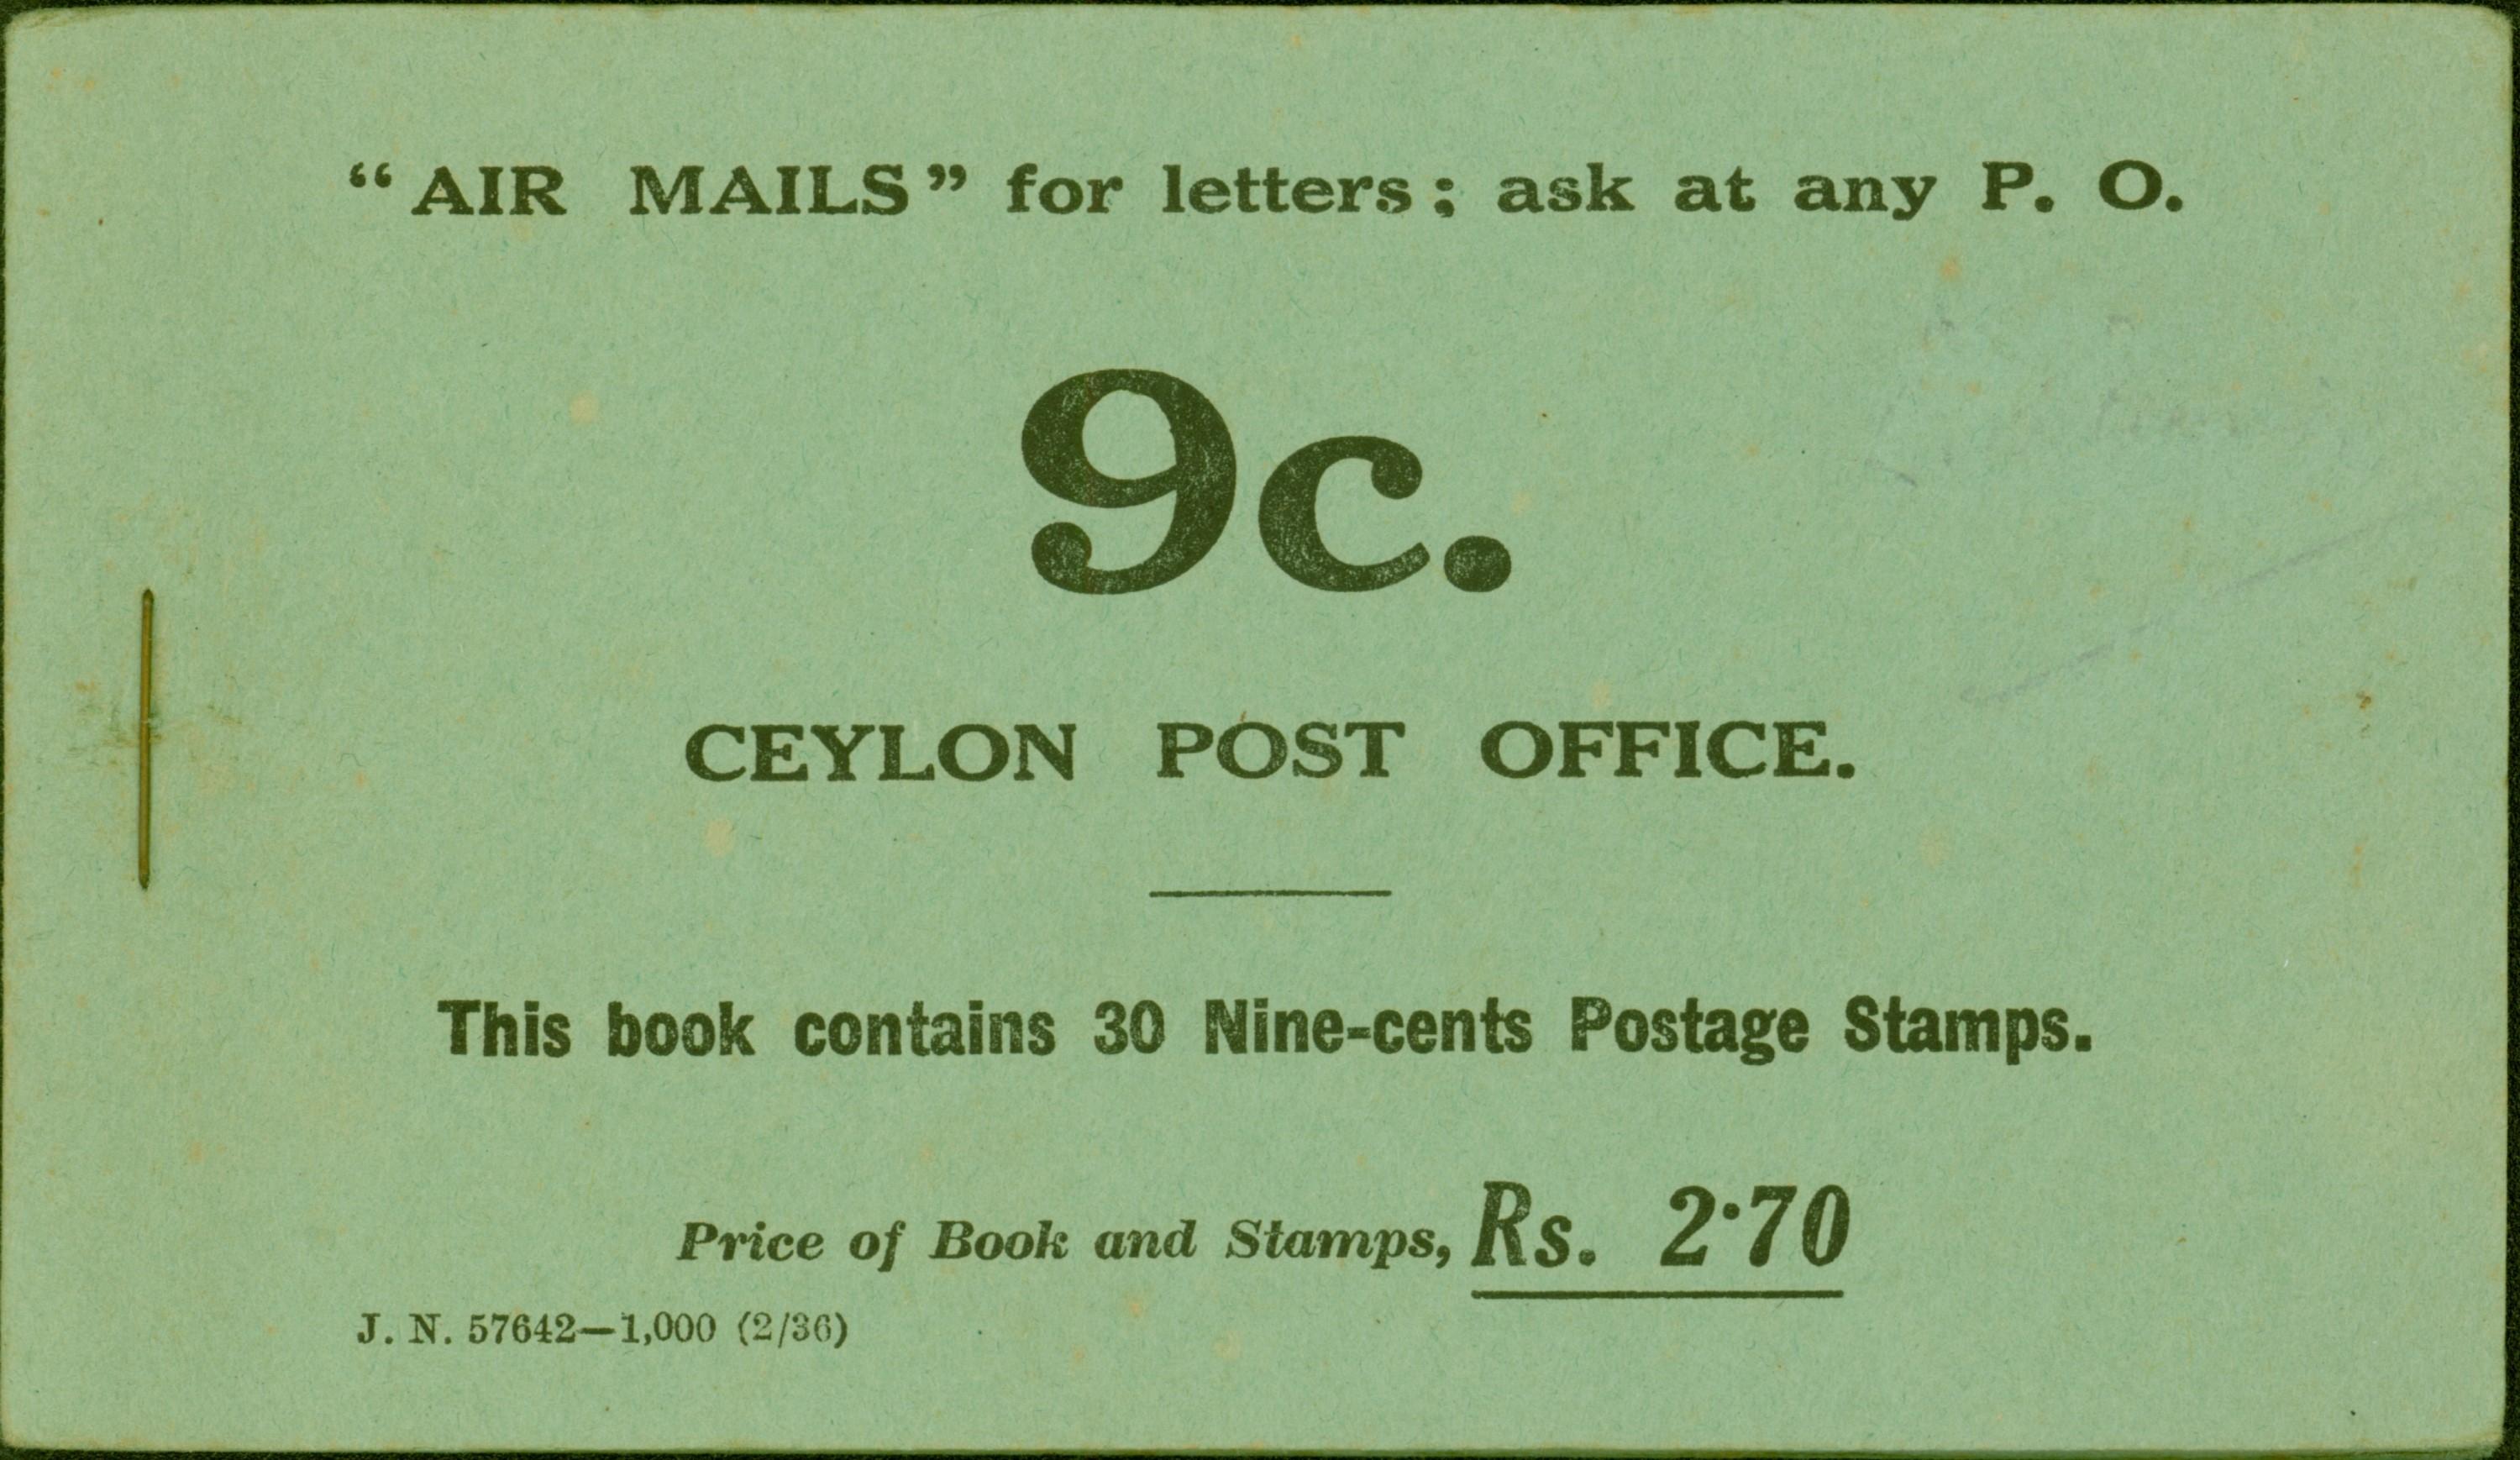 “AIR MAILS” for letters; ask at any P. O.
9c.
CEYLON POST OFFICE.
This book contains 30 Nine-cents Postage Stamps.
Price of Book and Stamps, Rs. 2·70
J. N. 57642—1,000 (2/36)